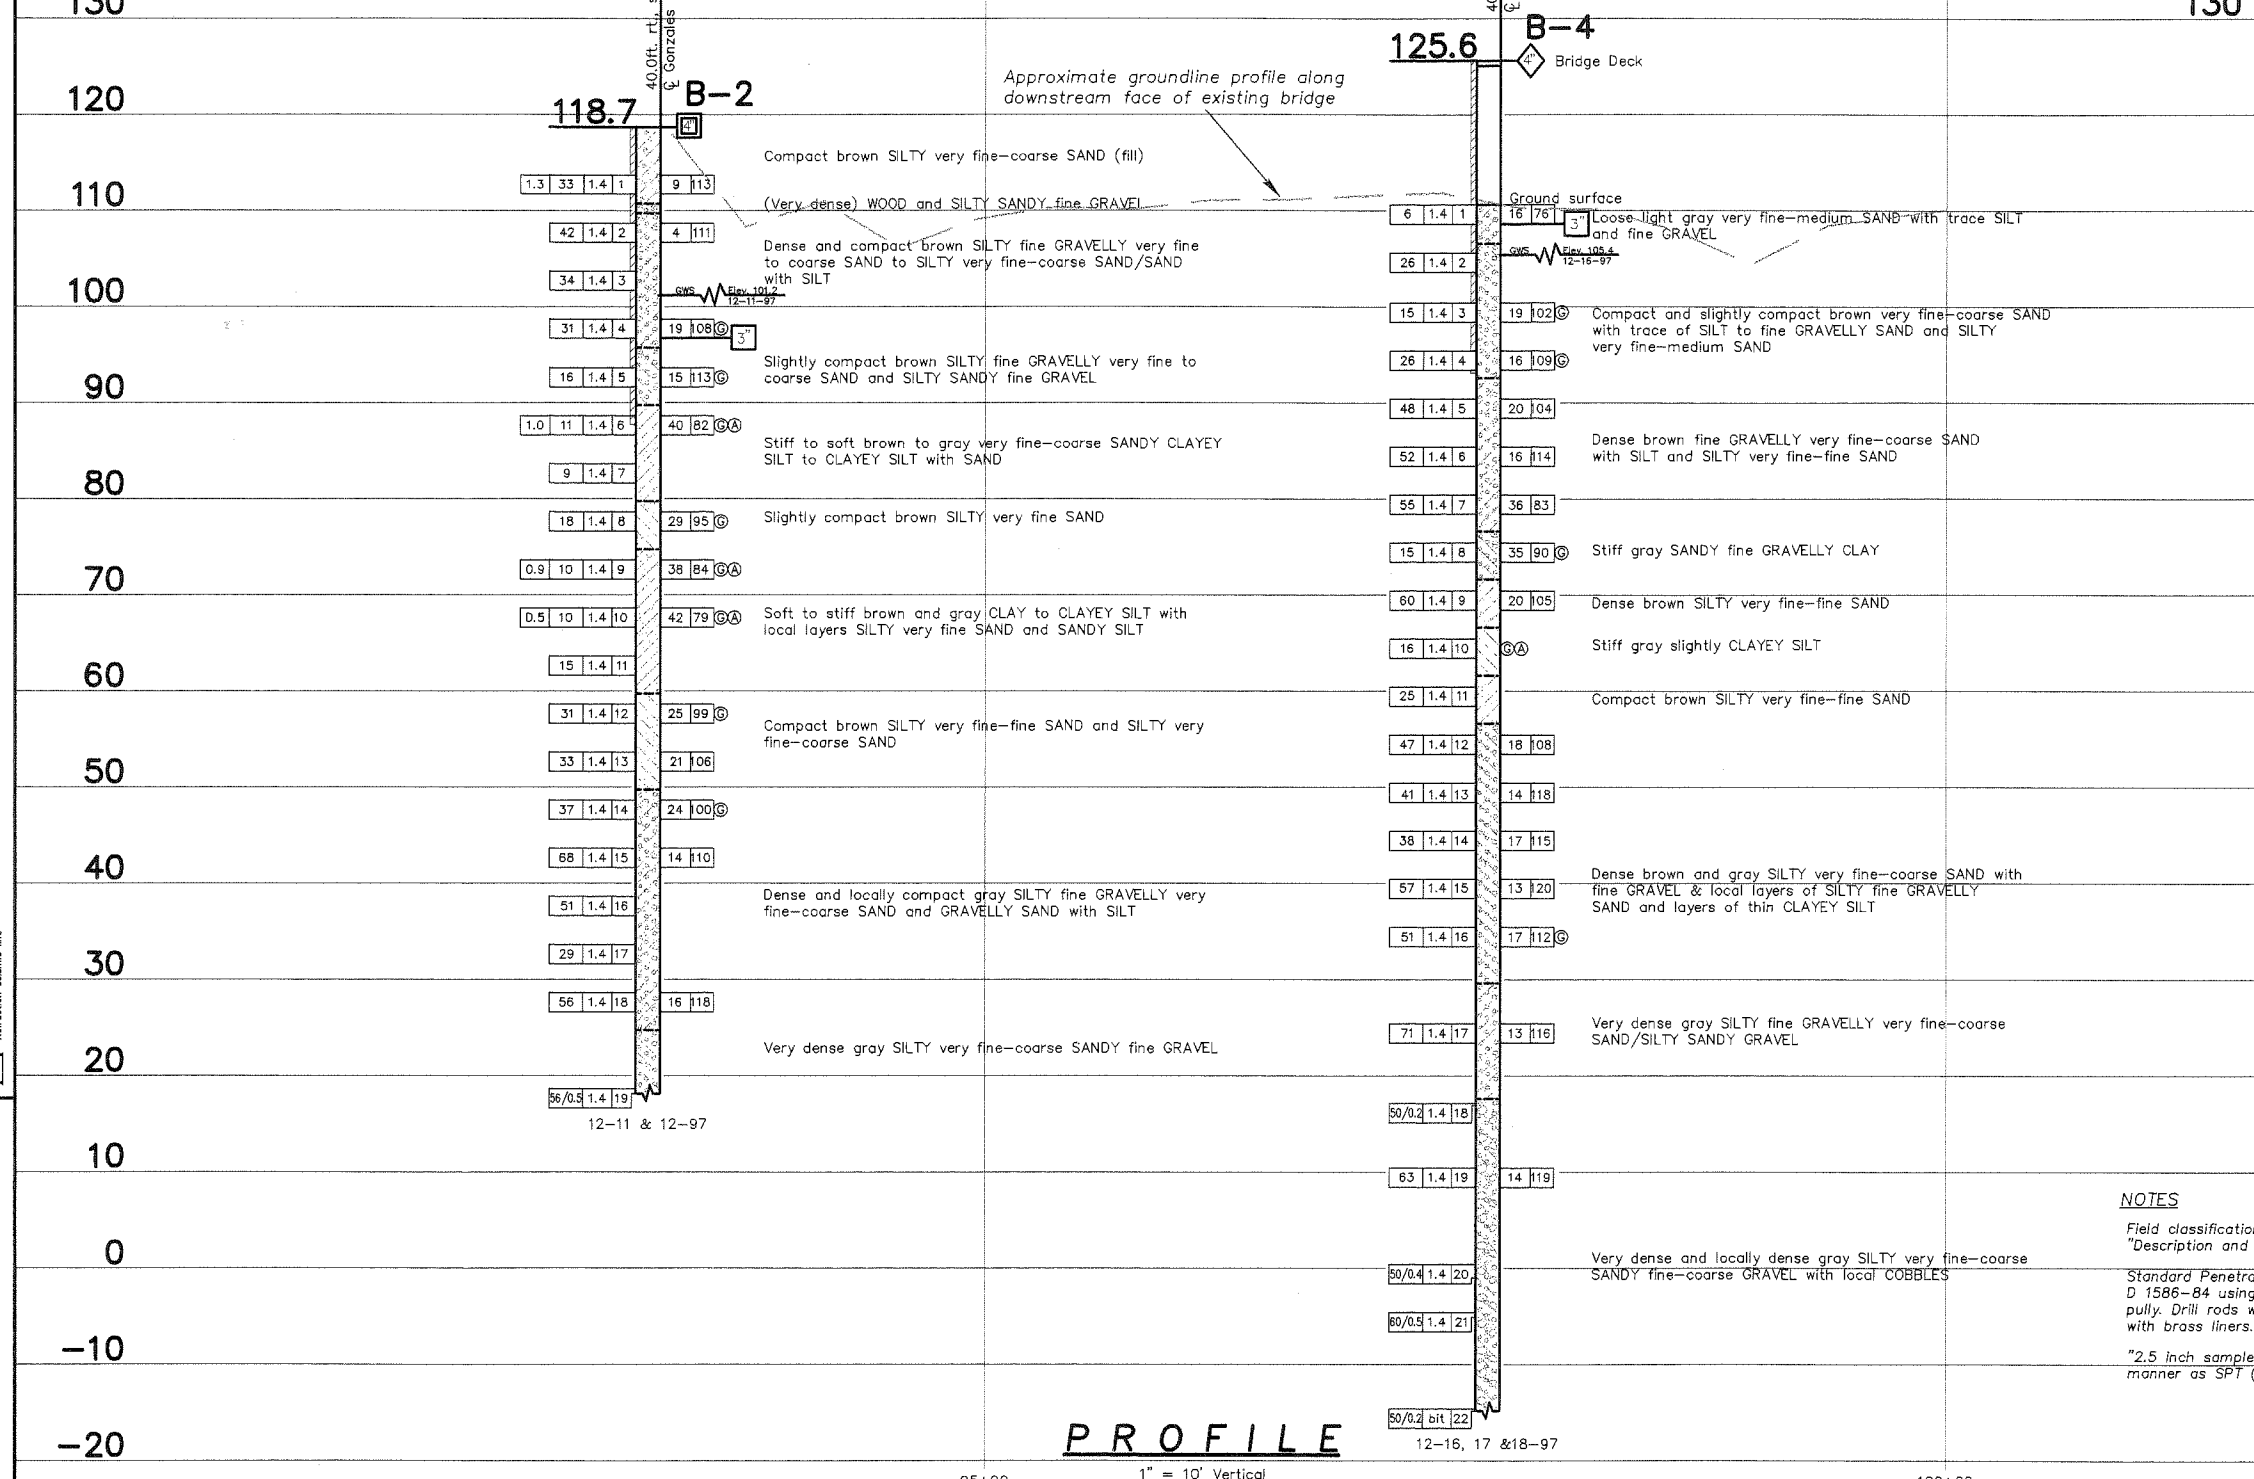 130
120
110
100
90
80
70
60
50
40
30
20
10
0
−10
−20
130
40.0ft. rt.,
℄ Gonzales
B−2
118.7
4"
Compact brown SILTY very fine−coarse SAND (fill)
1.3 33 1.4 1 9 113
(Very dense) WOOD and SILTY SANDY fine GRAVEL
42 1.4 2 4 111
Dense and compact brown SILTY fine GRAVELLY very fine
to coarse SAND to SILTY very fine−coarse SAND/SAND
with SILT
34 1.4 3
GWS Elev. 101.2
12−11−97
31 1.4 4 19 108 G
3"
Slightly compact brown SILTY fine GRAVELLY very fine to
coarse SAND and SILTY SANDY fine GRAVEL
16 1.4 5 15 113 G
1.0 11 1.4 6 40 82 G A
Stiff to soft brown to gray very fine−coarse SANDY CLAYEY
SILT to CLAYEY SILT with SAND
9 1.4 7
18 1.4 8 29 95 G
Slightly compact brown SILTY very fine SAND
0.9 10 1.4 9 38 84 G A
0.5 10 1.4 10 42 79 G A
Soft to stiff brown and gray CLAY to CLAYEY SILT with
local layers SILTY very fine SAND and SANDY SILT
15 1.4 11
31 1.4 12 25 99 G
Compact brown SILTY very fine−fine SAND and SILTY very
fine−coarse SAND
33 1.4 13 21 106
37 1.4 14 24 100 G
68 1.4 15 14 110
Dense and locally compact gray SILTY fine GRAVELLY very
fine−coarse SAND and GRAVELLY SAND with SILT
51 1.4 16
29 1.4 17
56 1.4 18 16 118
Very dense gray SILTY very fine−coarse SANDY fine GRAVEL
56/0.5 1.4 19
12−11 & 12−97
Approximate groundline profile along
downstream face of existing bridge
B−4
125.6
4" Bridge Deck
Ground surface
6 1.4 1 16 76
3"
Loose light gray very fine−medium SAND with trace SILT
and fine GRAVEL
GWS Elev. 105.4
12−16−97
26 1.4 2
15 1.4 3 19 102 G
Compact and slightly compact brown very fine−coarse SAND
with trace of SILT to fine GRAVELLY SAND and SILTY
very fine−medium SAND
26 1.4 4 16 109 G
48 1.4 5 20 104
Dense brown fine GRAVELLY very fine−coarse SAND
with SILT and SILTY very fine−fine SAND
52 1.4 6 16 114
55 1.4 7 36 83
15 1.4 8 35 90 G
Stiff gray SANDY fine GRAVELLY CLAY
60 1.4 9 20 105
Dense brown SILTY very fine−fine SAND
16 1.4 10 G A
Stiff gray slightly CLAYEY SILT
25 1.4 11
Compact brown SILTY very fine−fine SAND
47 1.4 12 18 108
41 1.4 13 14 118
38 1.4 14 17 115
57 1.4 15 13 120
Dense brown and gray SILTY very fine−coarse SAND with
fine GRAVEL & local layers of SILTY fine GRAVELLY
SAND and layers of thin CLAYEY SILT
51 1.4 16 17 112 G
71 1.4 17 13 116
Very dense gray SILTY fine GRAVELLY very fine−coarse
SAND/SILTY SANDY GRAVEL
50/0.2 1.4 18
63 1.4 19 14 119
50/0.4 1.4 20
Very dense and locally dense gray SILTY very fine−coarse
SANDY fine−coarse GRAVEL with local COBBLES
60/0.5 1.4 21
50/0.2 bit 22
12−16, 17 &18−97
NOTES
Field
"Description and
Standard
D 1586−84 using
pully. Drill rods
with brass liners.
"2.5 inch
manner as SPT (
PROFILE
1" = 10' Vertical